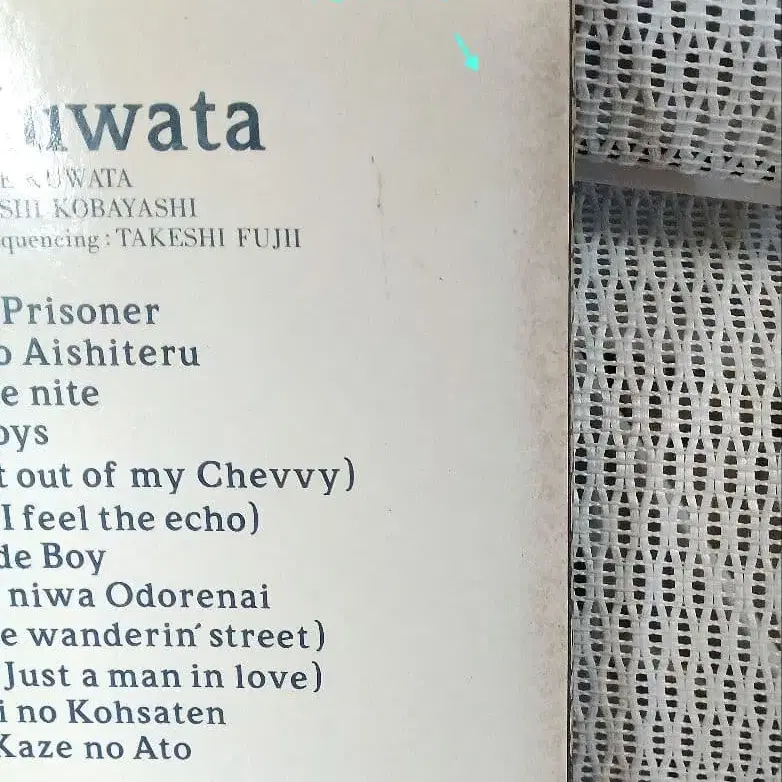 uwata
UWATA
SHI KOBAYASHI
quencing : TAKESHI FUJII
Prisoner
o Aishiteru
e nite
oys
t out of my Chevvy)
I feel the echo)
de Boy
niwa Odorenai
e wanderin' street)
Just a man in love)
i no Kohsaten
Kaze no Ato